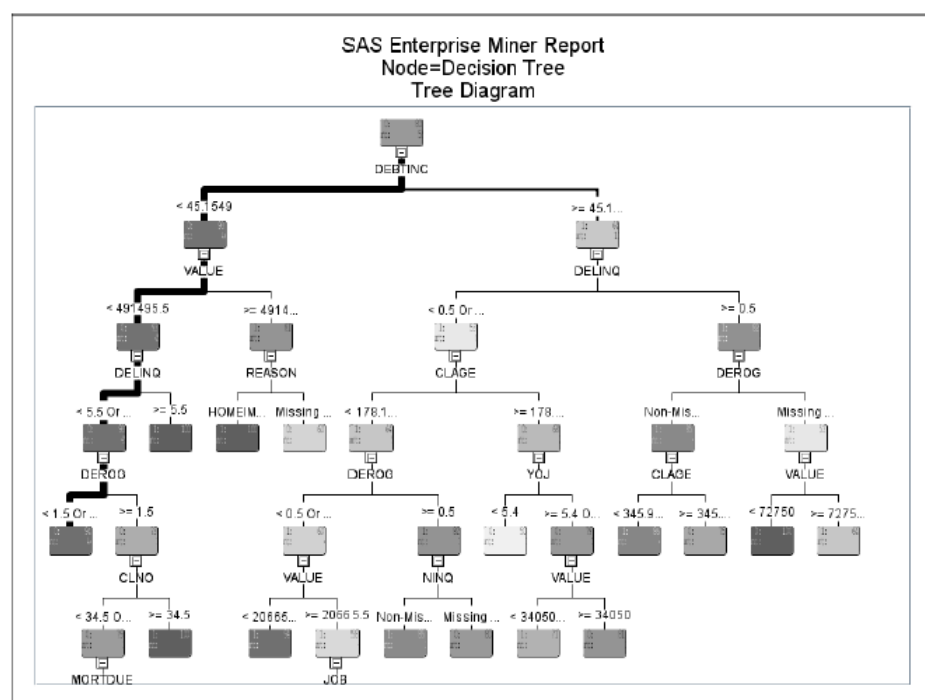 SAS Enterprise Miner Report
Node=Decision Tree
Tree Diagram
DEBTINC
< 45.1549 >= 45.1...
VALUE DELINQ
< 491495.5 >= 4914... < 0.5 Or ... >= 0.5
DELINQ REASON CLAGE DEROG
< 5.5 Or ... >= 5.5 HOMEIM... Missing ... < 178.1... >= 178.... Non-Mis... Missing ...
DEROG DEROG YOJ CLAGE VALUE
< 1.5 Or ... >= 1.5 < 0.5 Or ... >= 0.5 < 5.4 >= 5.4 O... < 345.9... >= 345.... < 72750 >= 7275...
CLNO VALUE NINQ VALUE
< 34.5 O... >= 34.5 < 20665... >= 20665.5 Non-Mis... Missing ... < 34050... >= 34050
MORTDUE JOB